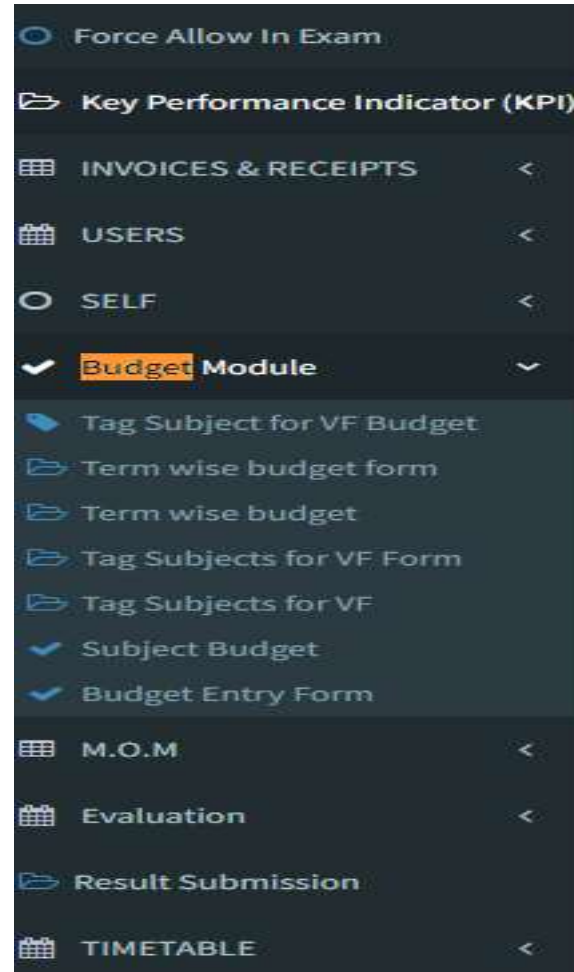 Force Allow In Exam
Key Performance Indicator (KPI)
INVOICES & RECEIPTS
USERS
SELF
Budget Module
Tag Subject for VF Budget
Term wise budget form
Term wise budget
Tag Subjects for VF Form
Tag Subjects for VF
Subject Budget
Budget Entry Form
M.O.M
Evaluation
Result Submission
TIMETABLE